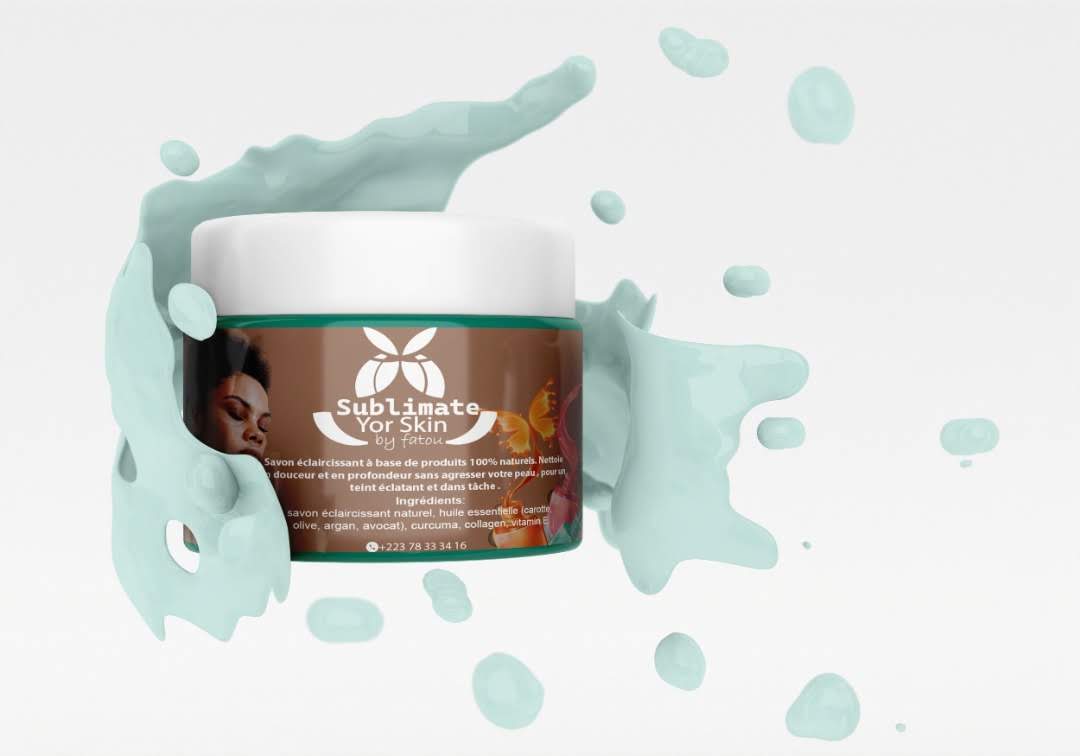 Sublimate
Yor Skin
by fatou
Savon éclaircissant à base de produits 100% naturels. Nettoie
douceur et en profondeur sans agresser votre peau, pour un
teint éclatant et dans tâche .
Ingrédients:
savon éclaircissant naturel, huile essentielle (carotte
olive, argan, avocat), curcuma, collagen, vitamin E
+223 78 33 34 16